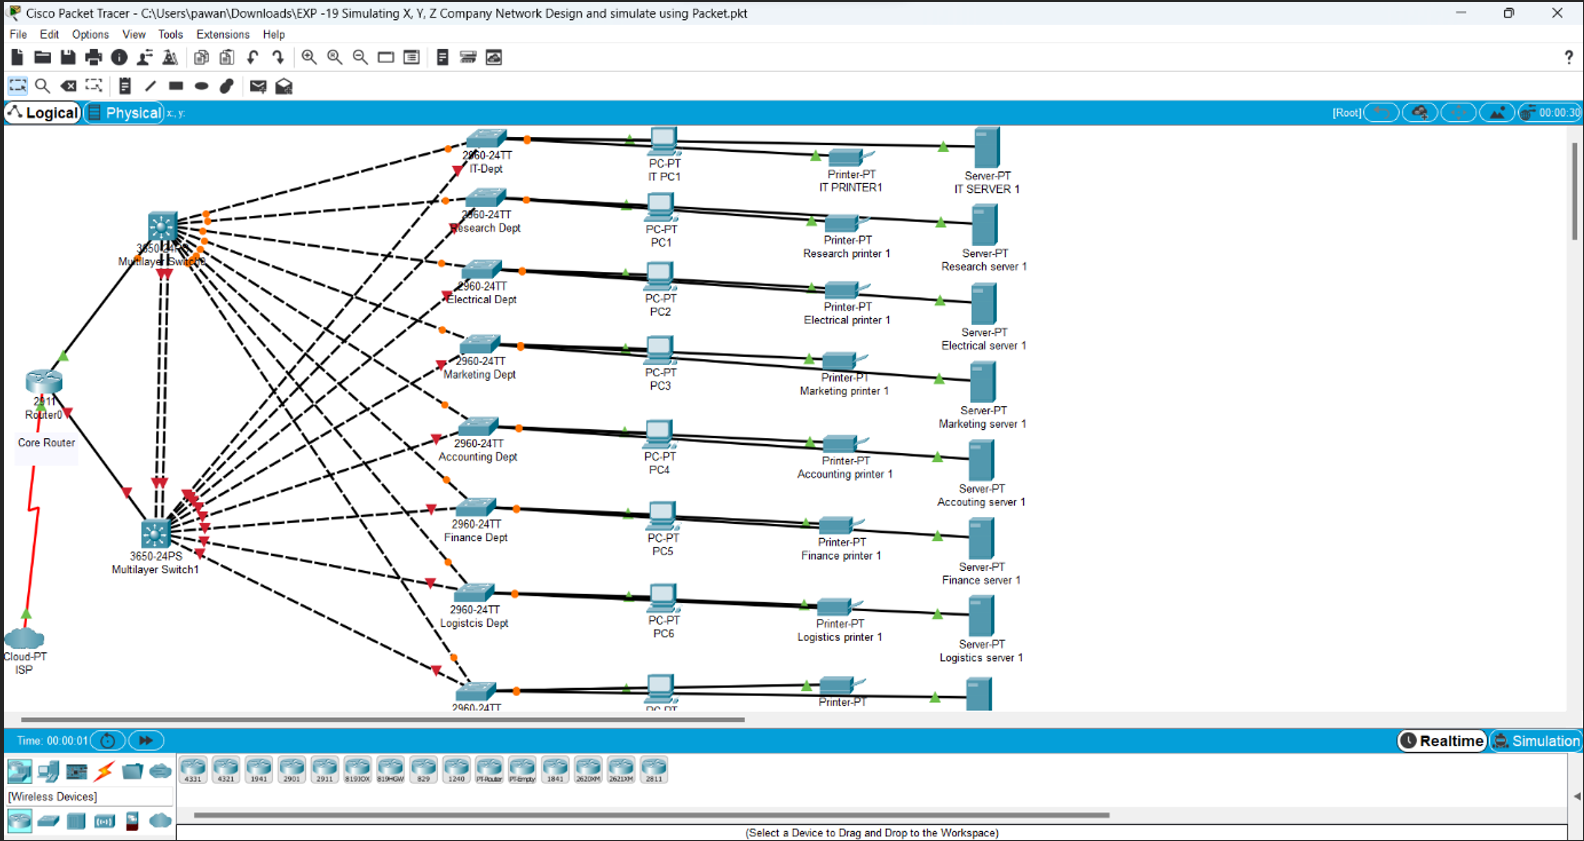 Cisco Packet Tracer - C:\Users\pawan\Downloads\EXP -19 Simulating X, Y, Z Company Network Design and simulate using Packet.pkt
File Edit Options View Tools Extensions Help
?
Logical Physical x:, y:
[Root] 00:00:30
2960-24TT
IT-Dept
PC-PT
IT PC1
Printer-PT
IT PRINTER1
Server-PT
IT SERVER 1
2960-24TT
Research Dept
PC-PT
PC1
Printer-PT
Research printer 1
Server-PT
Research server 1
3650-24PS
2960-24TT
Electrical Dept
PC-PT
PC2
Printer-PT
Electrical printer 1
Server-PT
Electrical server 1
2960-24TT
Marketing Dept
PC-PT
PC3
Printer-PT
Marketing printer 1
Server-PT
Marketing server 1
2911
Router0
Core Router
2960-24TT
Accounting Dept
PC-PT
PC4
Printer-PT
Accounting printer 1
Server-PT
Accouting server 1
3650-24PS
Multilayer Switch1
2960-24TT
Finance Dept
PC-PT
PC5
Printer-PT
Finance printer 1
Server-PT
Finance server 1
2960-24TT
Logistcis Dept
PC-PT
PC6
Printer-PT
Logistics printer 1
Server-PT
Logistics server 1
Cloud-PT
ISP
2960-24TT
PC-PT
Printer-PT
Time: 00:00:01
Realtime Simulation
4331 4321 1941 2901 2911 819IOX 819HGW 829 1240 PT-Router PT-Empty 1841 2620XM 2621XM 2811
[Wireless Devices]
(Select a Device to Drag and Drop to the Workspace)